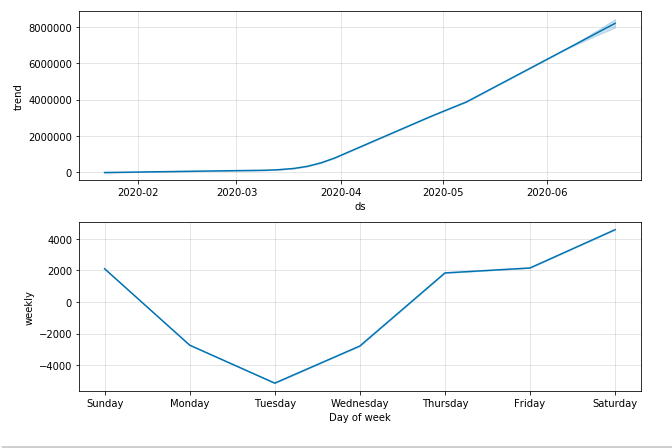 8000000
6000000
4000000
2000000
0
trend
2020-02 2020-03 2020-04 2020-05 2020-06
ds
4000
2000
0
−2000
−4000
weekly
Sunday Monday Tuesday Wednesday Thursday Friday Saturday
Day of week